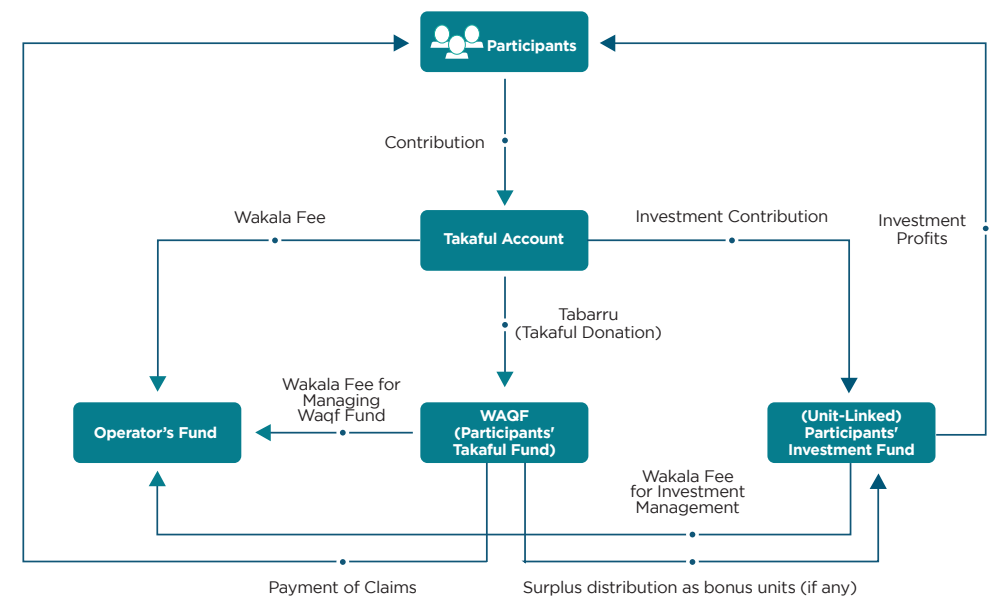 Participants
Contribution
Wakala Fee
Investment Contribution
Investment
Profits
Takaful Account
Tabarru
(Takaful Donation)
Wakala Fee for
Managing
Waqf Fund
Operator's Fund
WAQF
(Participants'
Takaful Fund)
(Unit-Linked)
Participants'
Investment Fund
Wakala Fee
for Investment
Management
Payment of Claims
Surplus distribution as bonus units (if any)